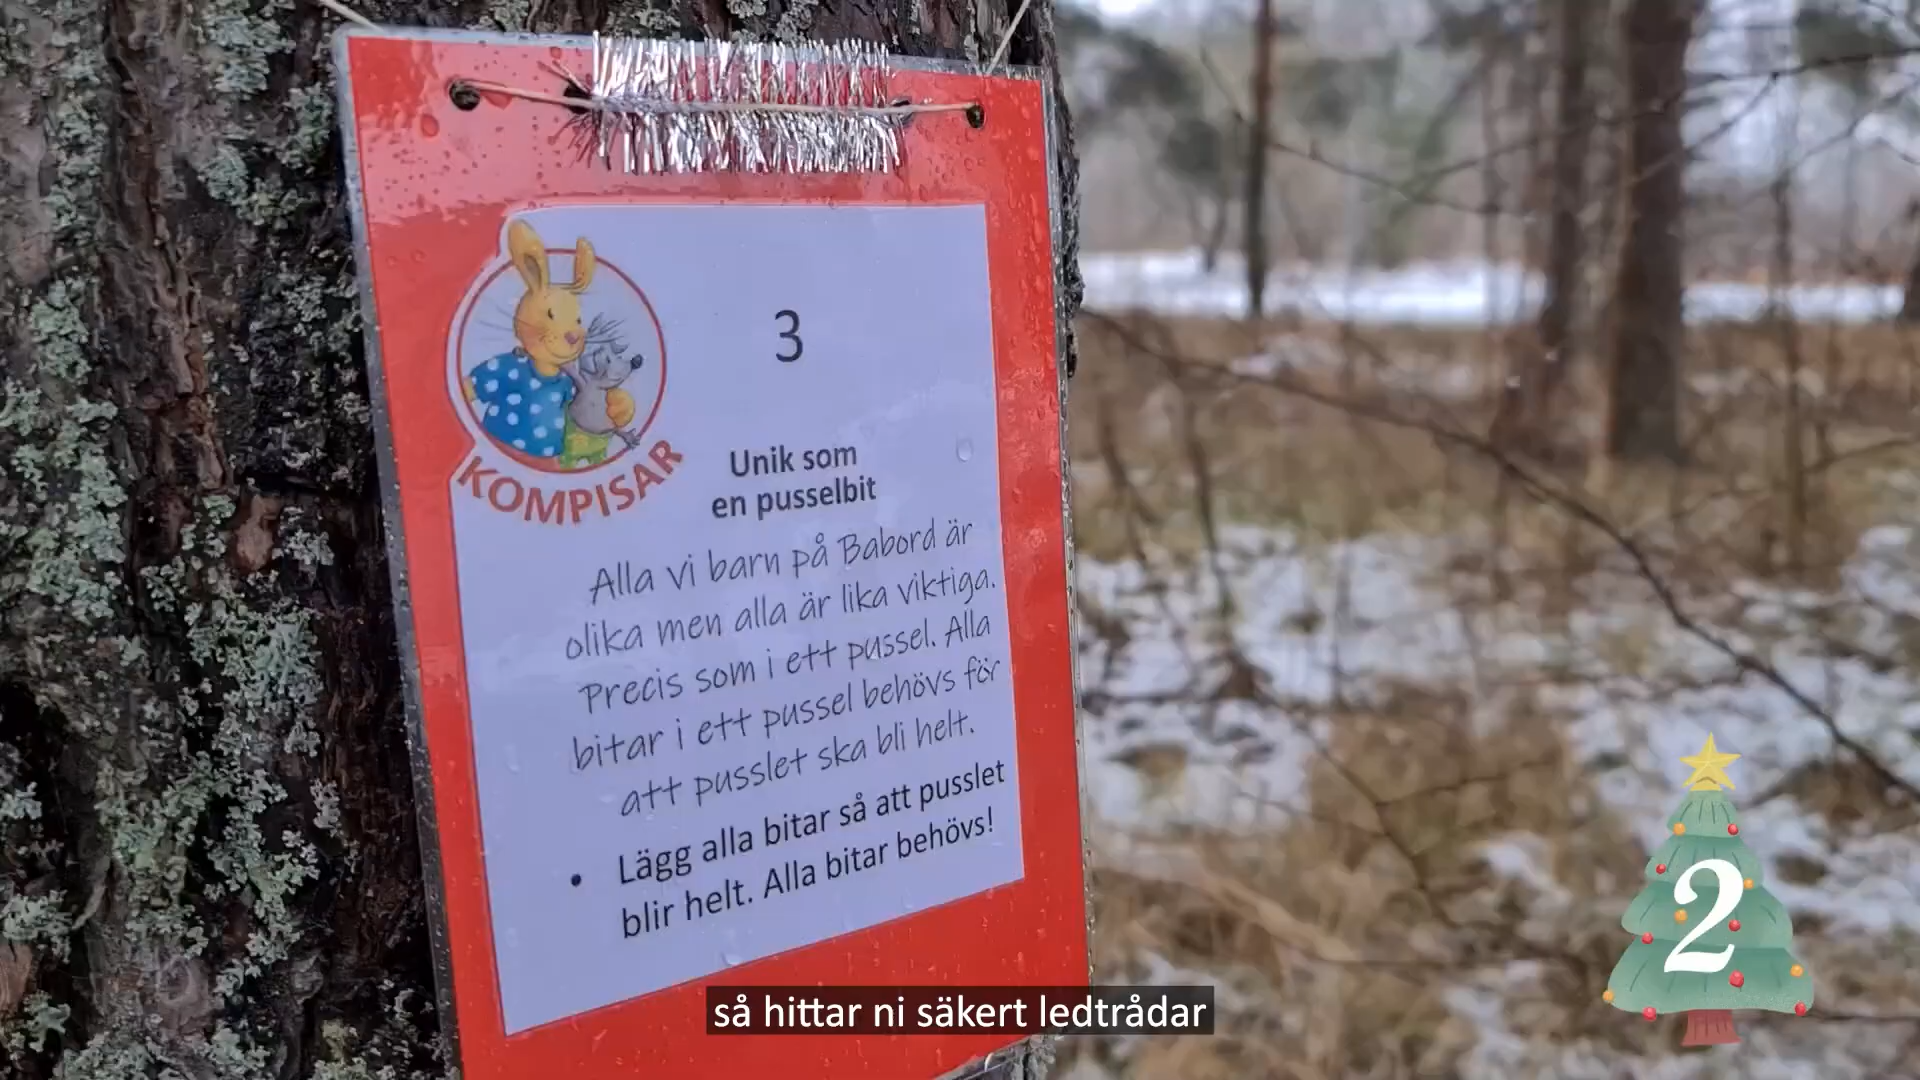 3
KOMPISAR
Unik som
en pusselbit
Alla vi barn på Babord är
olika men alla är lika viktiga.
Precis som i ett pussel. Alla
bitar i ett pussel behövs för
att pusslet ska bli helt.
• Lägg alla bitar så att pusslet
blir helt. Alla bitar behövs!
2
så hittar ni säkert ledtrådar